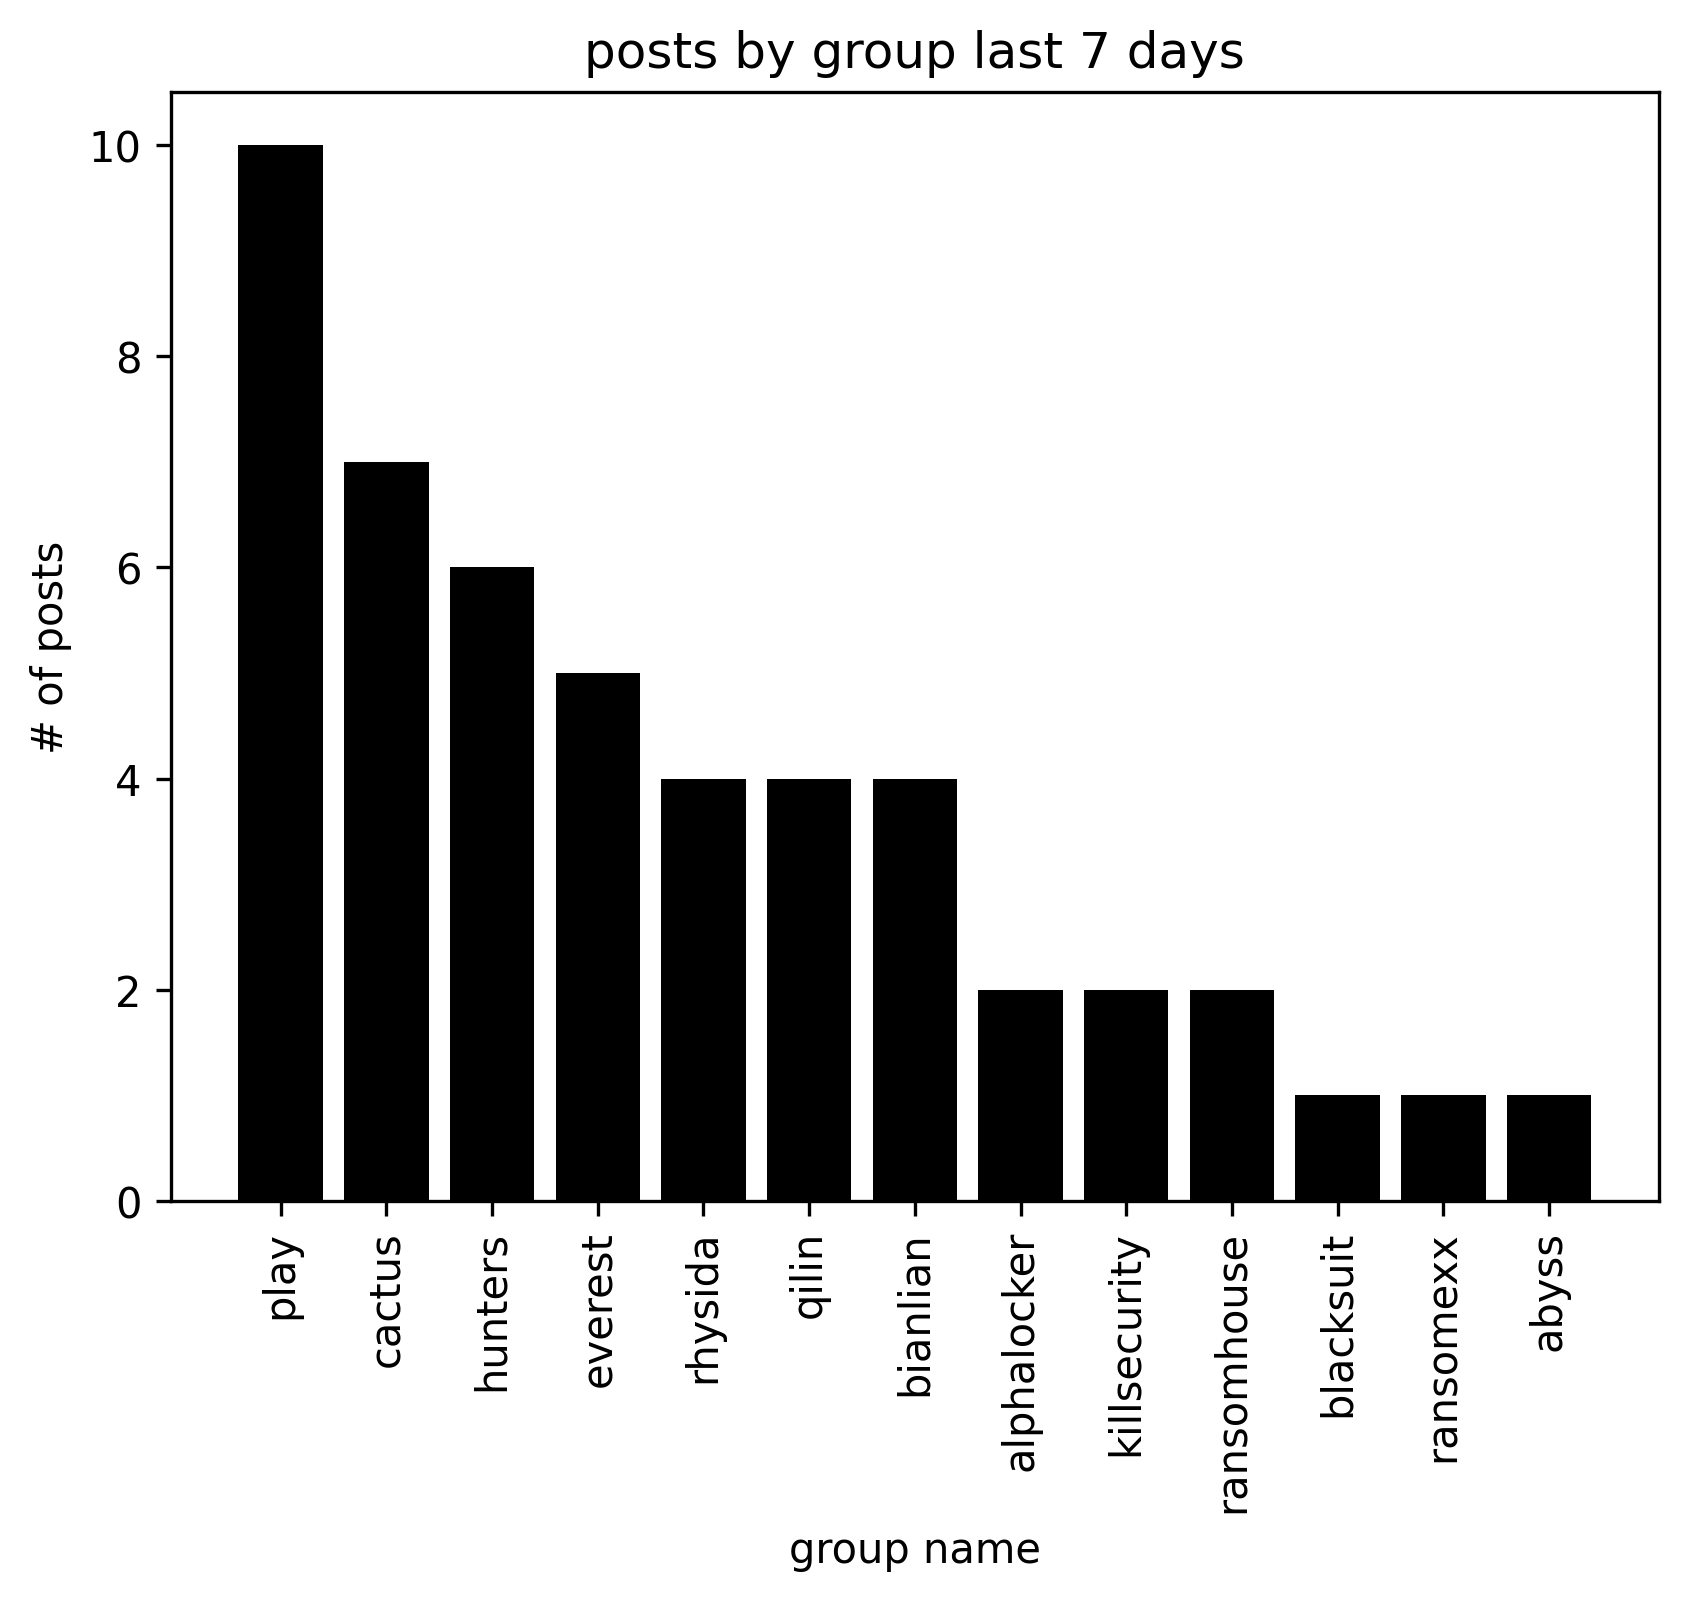 posts by group last 7 days
10
8
6
4
2
0
# of posts
play
cactus
hunters
everest
rhysida
qilin
bianlian
alphalocker
killsecurity
ransomhouse
blacksuit
ransomexx
abyss
group name